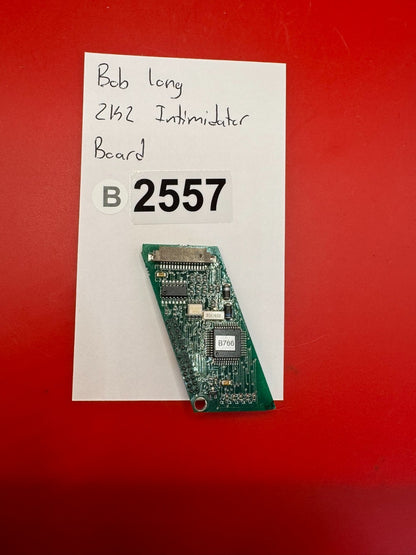 Bob Long
2K2 Intimidator
Board
B 2557
B766